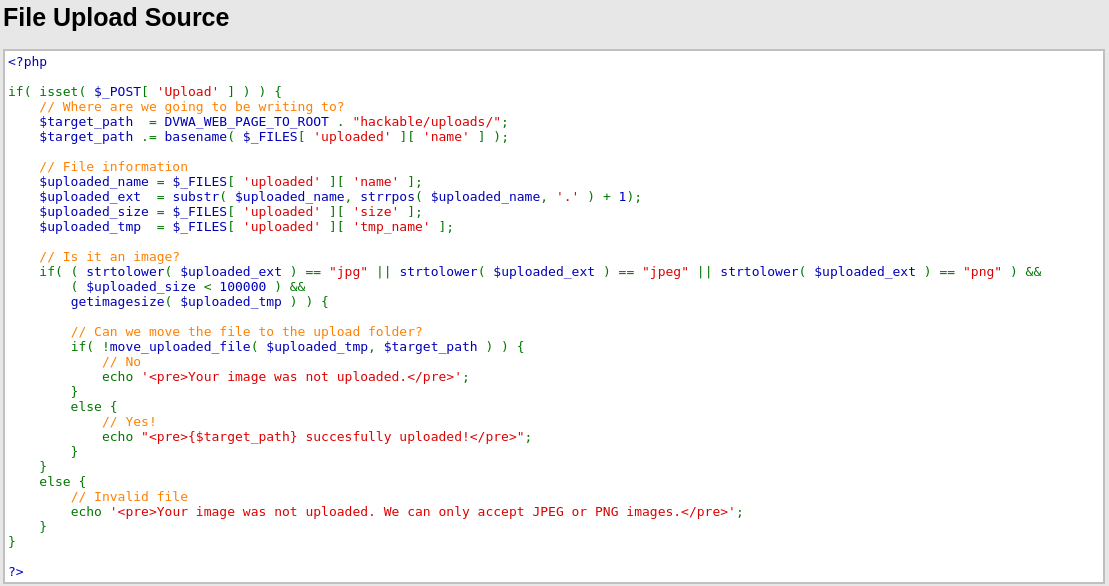 File Upload Source
<?php
if( isset( $_POST[ 'Upload' ] ) ) {
    // Where are we going to be writing to?
    $target_path  = DVWA_WEB_PAGE_TO_ROOT . "hackable/uploads/";
    $target_path .= basename( $_FILES[ 'uploaded' ][ 'name' ] );
    // File information
    $uploaded_name = $_FILES[ 'uploaded' ][ 'name' ];
    $uploaded_ext  = substr( $uploaded_name, strrpos( $uploaded_name, '.' ) + 1);
    $uploaded_size = $_FILES[ 'uploaded' ][ 'size' ];
    $uploaded_tmp  = $_FILES[ 'uploaded' ][ 'tmp_name' ];
    // Is it an image?
    if( ( strtolower( $uploaded_ext ) == "jpg" || strtolower( $uploaded_ext ) == "jpeg" || strtolower( $uploaded_ext ) == "png" ) &&
        ( $uploaded_size < 100000 ) &&
        getimagesize( $uploaded_tmp ) ) {
        // Can we move the file to the upload folder?
        if( !move_uploaded_file( $uploaded_tmp, $target_path ) ) {
            // No
            echo '<pre>Your image was not uploaded.</pre>';
        }
        else {
            // Yes!
            echo "<pre>{$target_path} succesfully uploaded!</pre>";
        }
    }
    else {
        // Invalid file
        echo '<pre>Your image was not uploaded. We can only accept JPEG or PNG images.</pre>';
    }
}
?>